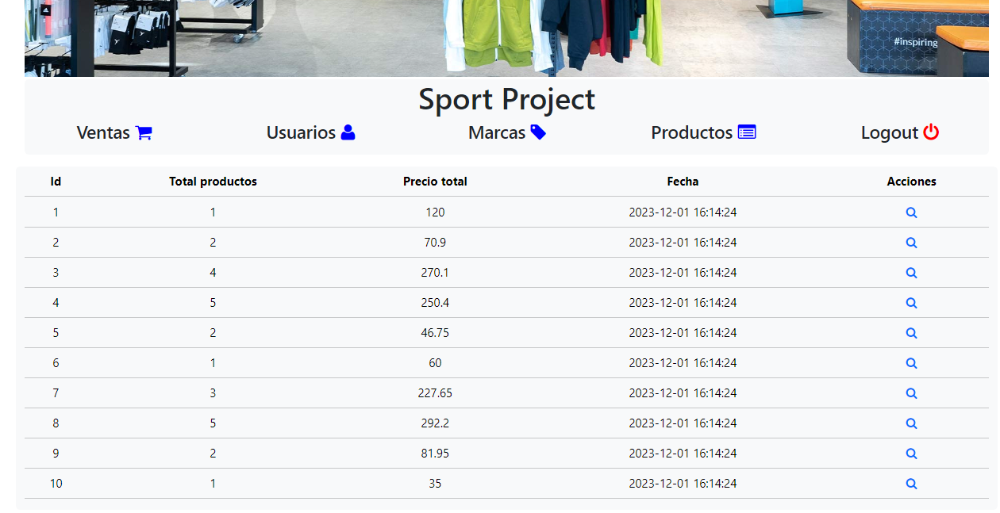 #inspiring
Sport Project
Ventas Usuarios Marcas Productos Logout
Id Total productos Precio total Fecha Acciones
1 1 120 2023-12-01 16:14:24
2 2 70.9 2023-12-01 16:14:24
3 4 270.1 2023-12-01 16:14:24
4 5 250.4 2023-12-01 16:14:24
5 2 46.75 2023-12-01 16:14:24
6 1 60 2023-12-01 16:14:24
7 3 227.65 2023-12-01 16:14:24
8 5 292.2 2023-12-01 16:14:24
9 2 81.95 2023-12-01 16:14:24
10 1 35 2023-12-01 16:14:24